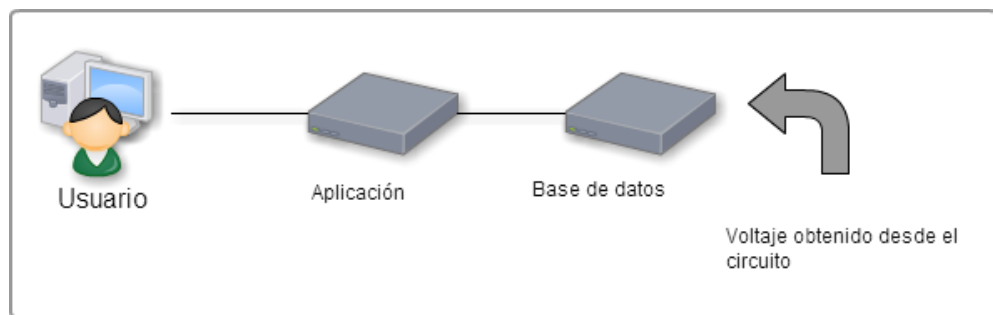 Usuario
Aplicación
Base de datos
Voltaje obtenido desde el
circuito